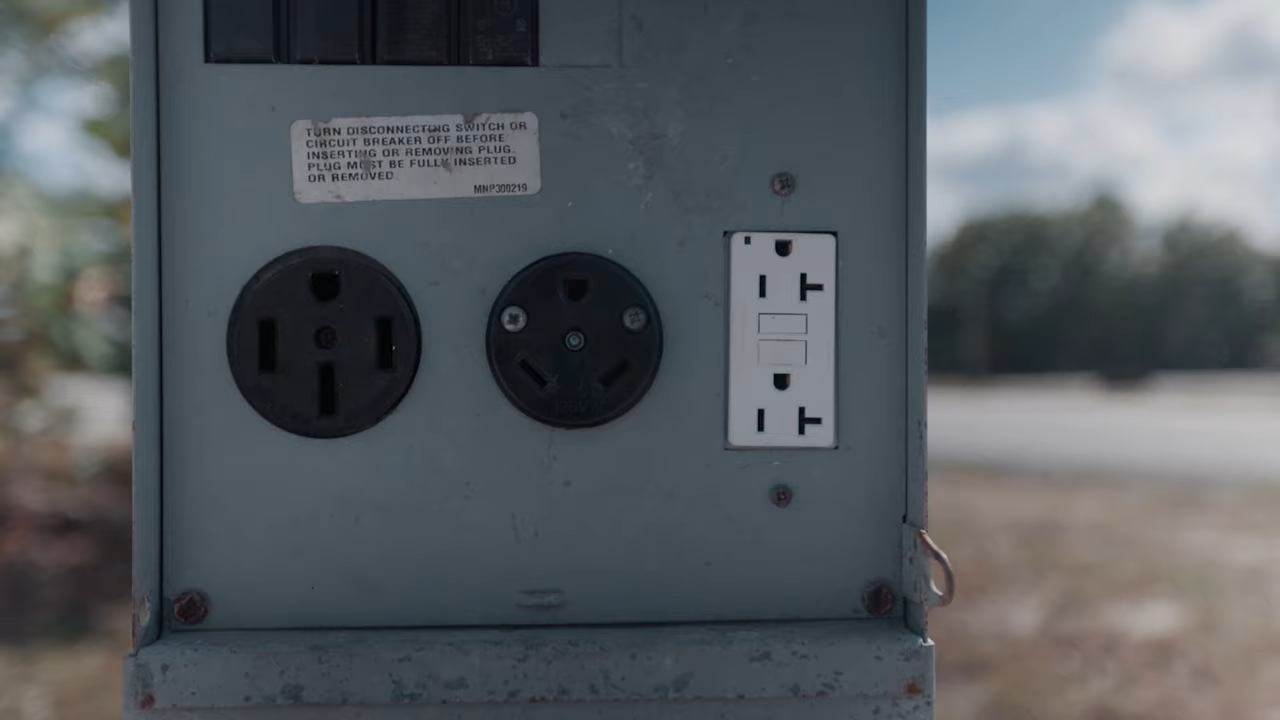 TURN DISCONNECTING SWITCH OR
CIRCUIT BREAKER OFF BEFORE
INSERTING OR REMOVING PLUG.
PLUG MUST BE FULLY INSERTED
OR REMOVED.
MNP300219